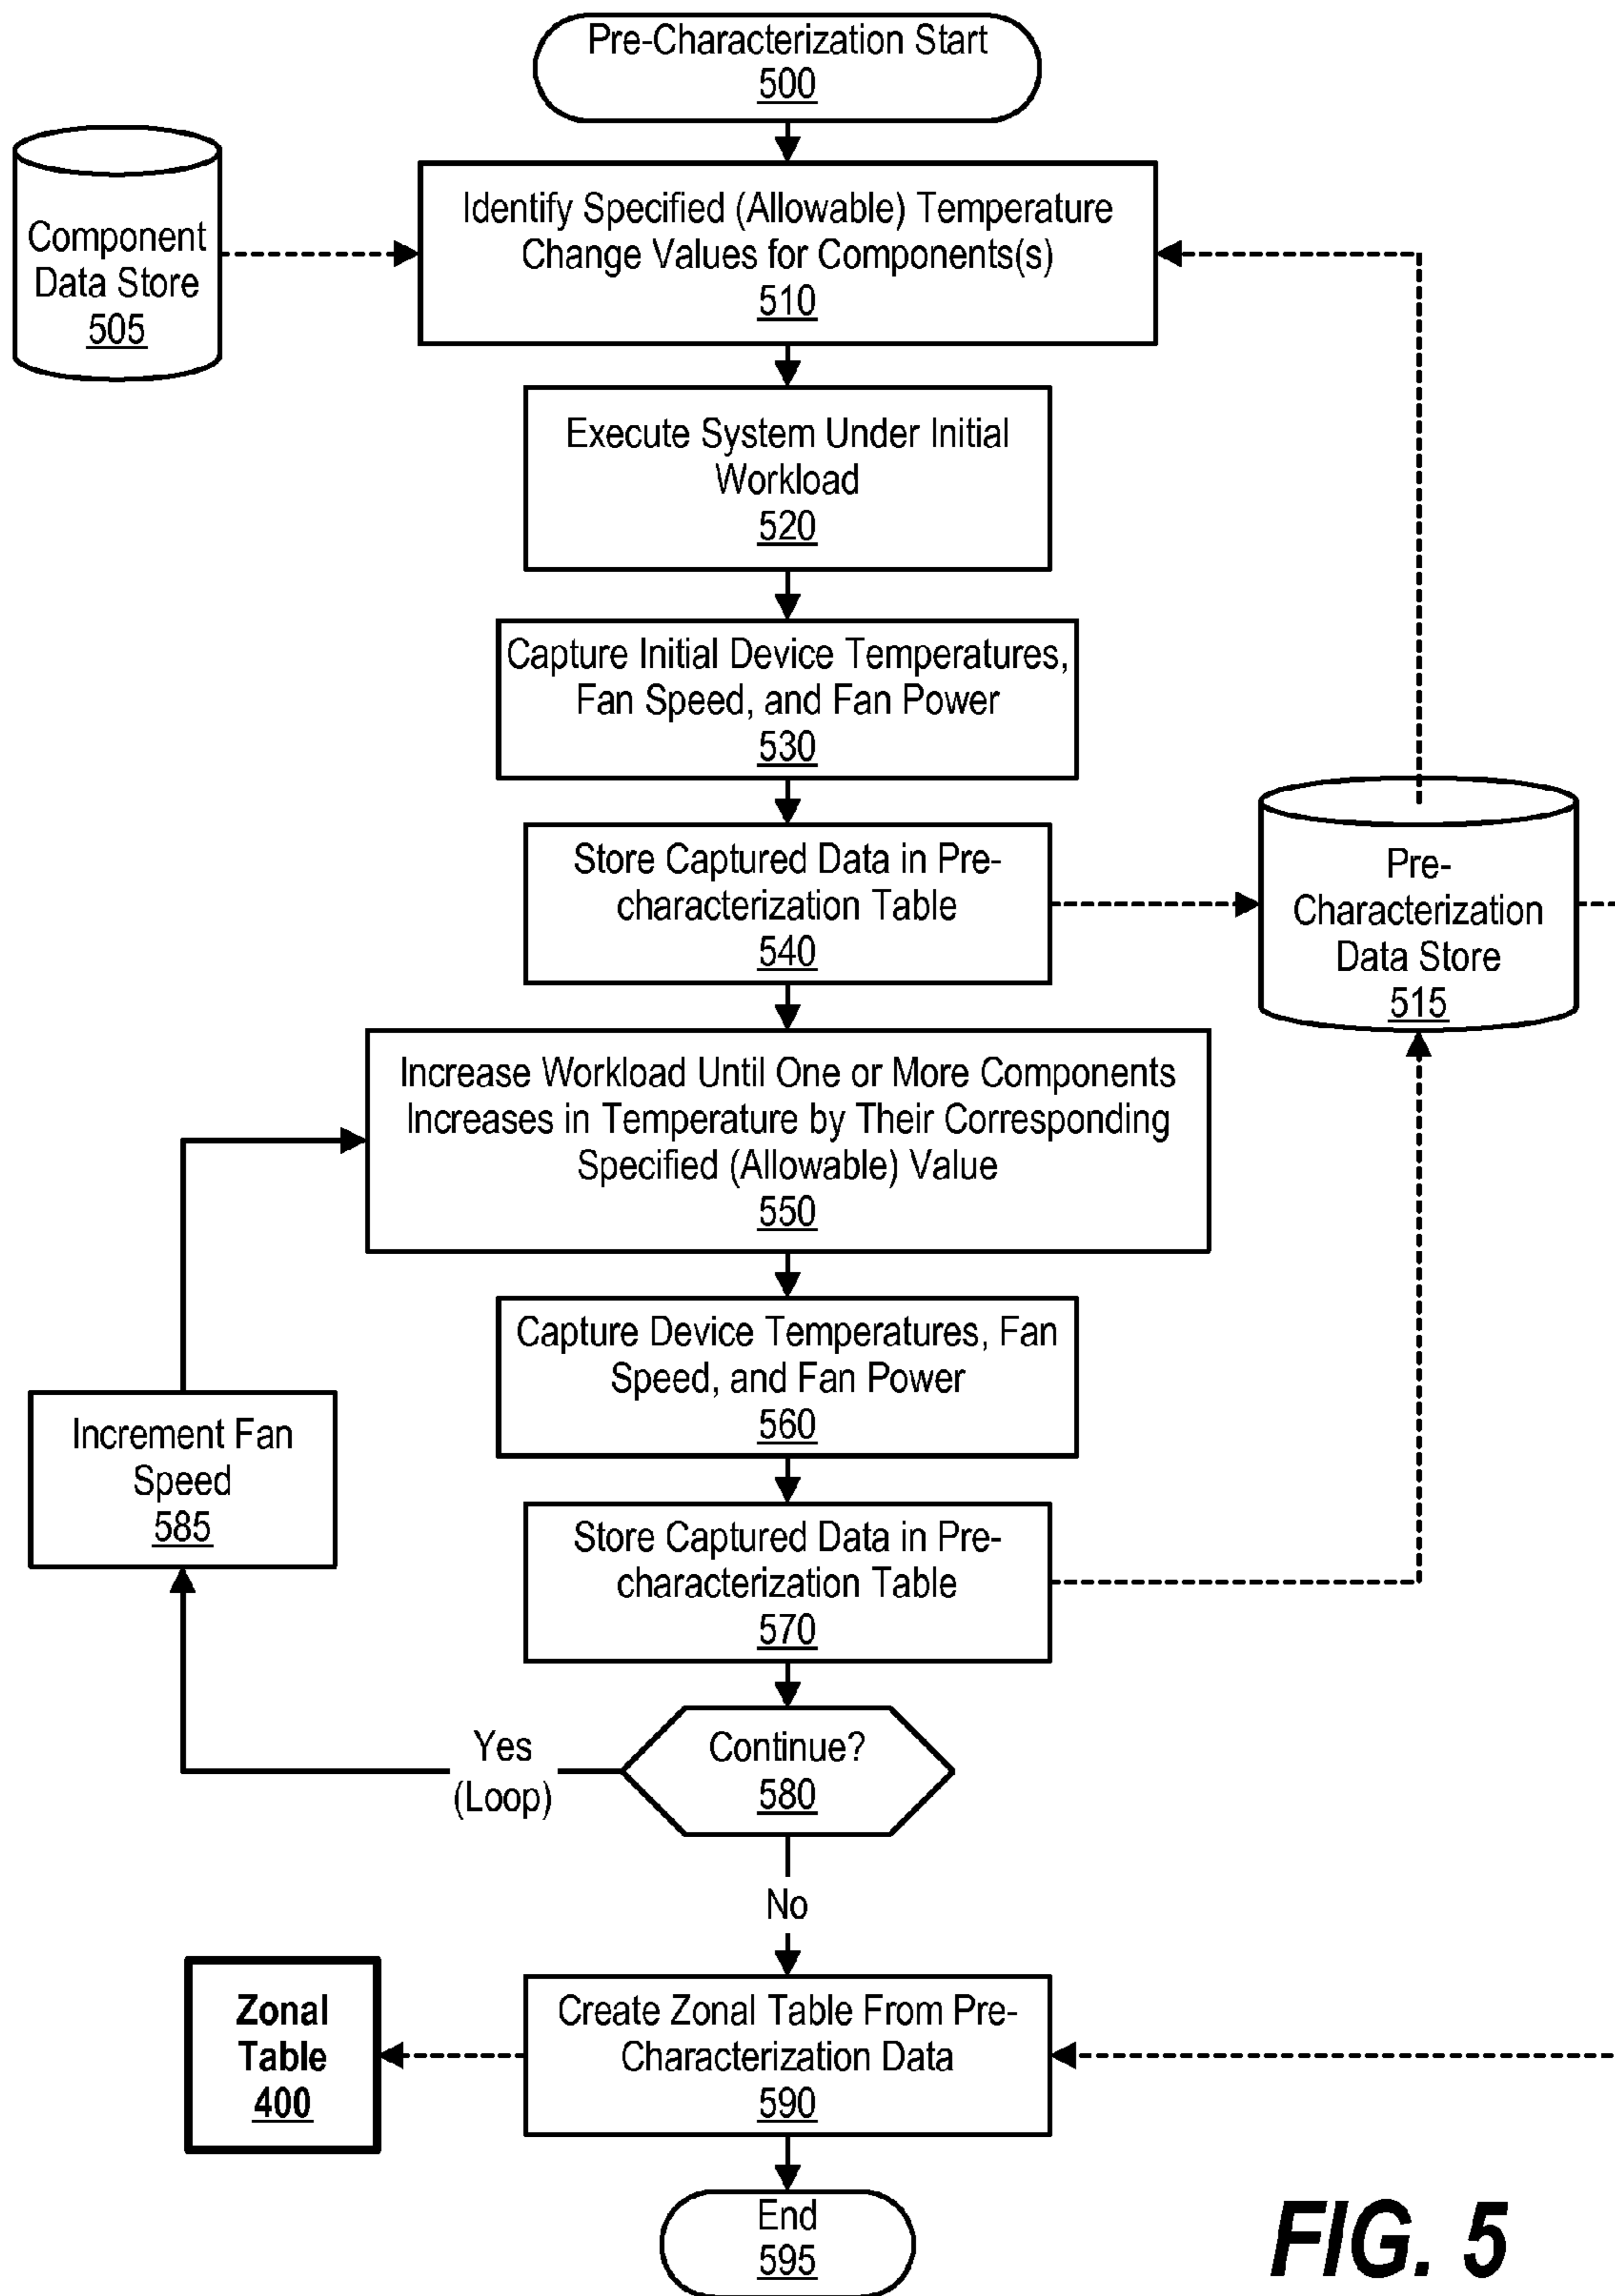 Pre-Characterization Start
500
Component
Data Store
505
Identify Specified (Allowable) Temperature
Change Values for Components(s)
510
Execute System Under Initial
Workload
520
Capture Initial Device Temperatures,
Fan Speed, and Fan Power
530
Store Captured Data in Pre-
characterization Table
540
Pre-
Characterization
Data Store
515
Increase Workload Until One or More Components
Increases in Temperature by Their Corresponding
Specified (Allowable) Value
550
Capture Device Temperatures, Fan
Speed, and Fan Power
560
Increment Fan
Speed
585
Store Captured Data in Pre-
characterization Table
570
Continue?
580
Yes
(Loop)
No
Zonal
Table
400
Create Zonal Table From Pre-
Characterization Data
590
End
595
FIG. 5